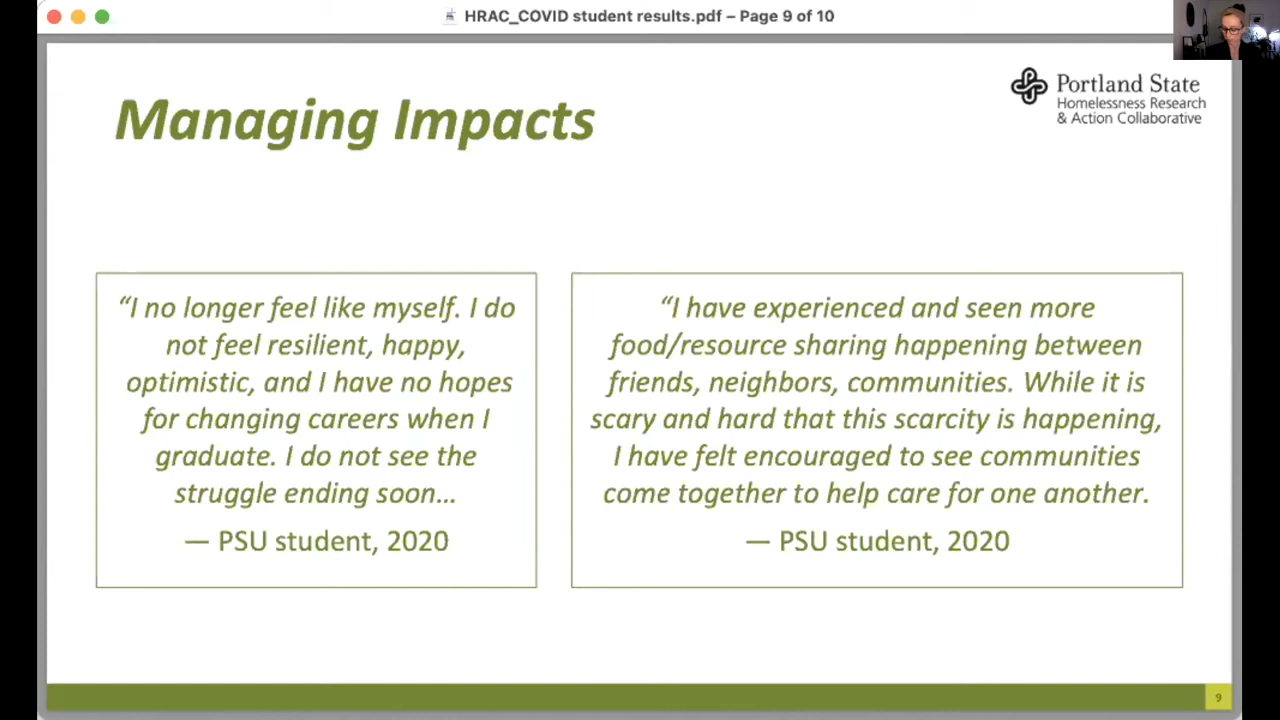 HRAC_COVID student results.pdf – Page 9 of 10
Managing Impacts
Portland State
Homelessness Research
& Action Collaborative
“I no longer feel like myself. I do
not feel resilient, happy,
optimistic, and I have no hopes
for changing careers when I
graduate. I do not see the
struggle ending soon…
— PSU student, 2020
“I have experienced and seen more
food/resource sharing happening between
friends, neighbors, communities. While it is
scary and hard that this scarcity is happening,
I have felt encouraged to see communities
come together to help care for one another.
— PSU student, 2020
9